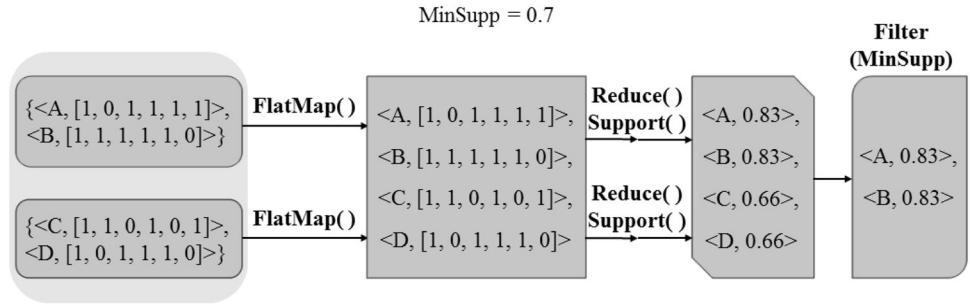 MinSupp = 0.7
{<A, [1, 0, 1, 1, 1, 1]>,
<B, [1, 1, 1, 1, 1, 0]>}
{<C, [1, 1, 0, 1, 0, 1]>,
<D, [1, 0, 1, 1, 1, 0]>}
FlatMap( )
FlatMap( )
<A, [1, 0, 1, 1, 1, 1]>,
<B, [1, 1, 1, 1, 1, 0]>,
<C, [1, 1, 0, 1, 0, 1]>,
<D, [1, 0, 1, 1, 1, 0]>
Reduce( )
Support( )
Reduce( )
Support( )
<A, 0.83>,
<B, 0.83>,
<C, 0.66>,
<D, 0.66>
Filter
(MinSupp)
<A, 0.83>,
<B, 0.83>